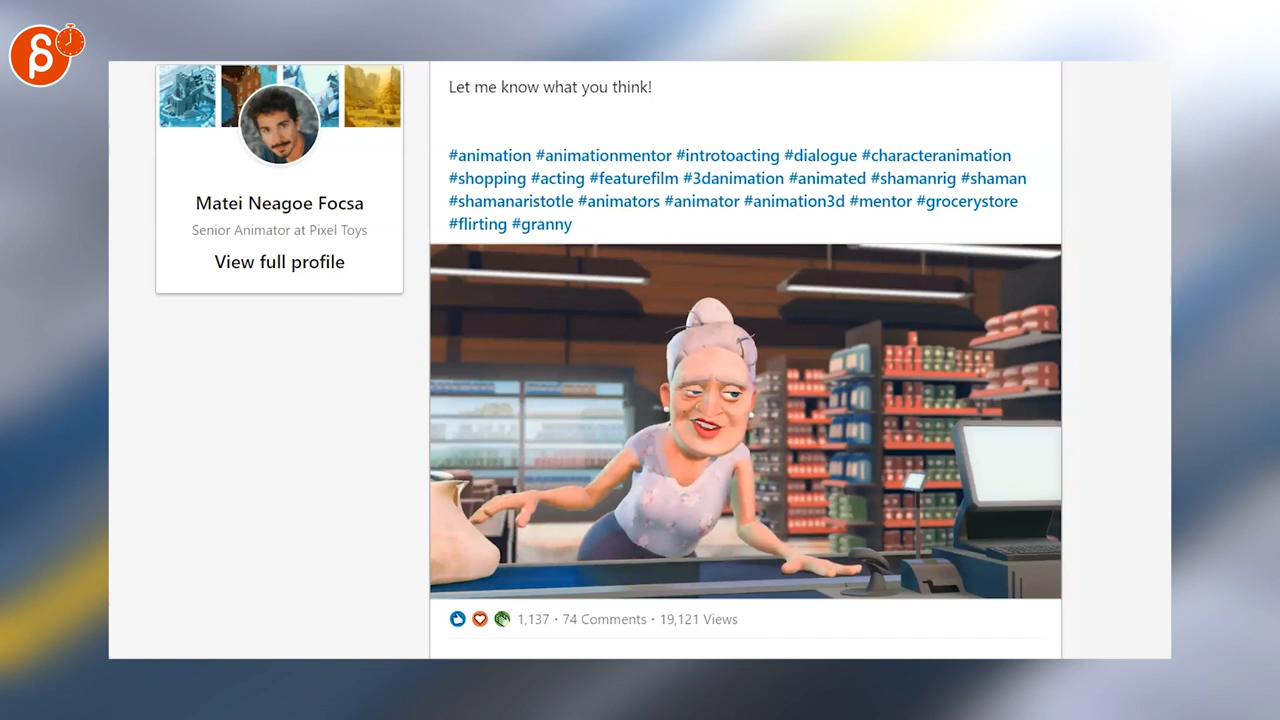 Let me know what you think!
#animation #animationmentor #introtoacting #dialogue #characteranimation
#shopping #acting #featurefilm #3danimation #animated #shamanrig #shaman
#shamanaristotle #animators #animator #animation3d #mentor #grocerystore
#flirting #granny
Matei Neagoe Focsa
Senior Animator at Pixel Toys
View full profile
1,137 · 74 Comments · 19,121 Views